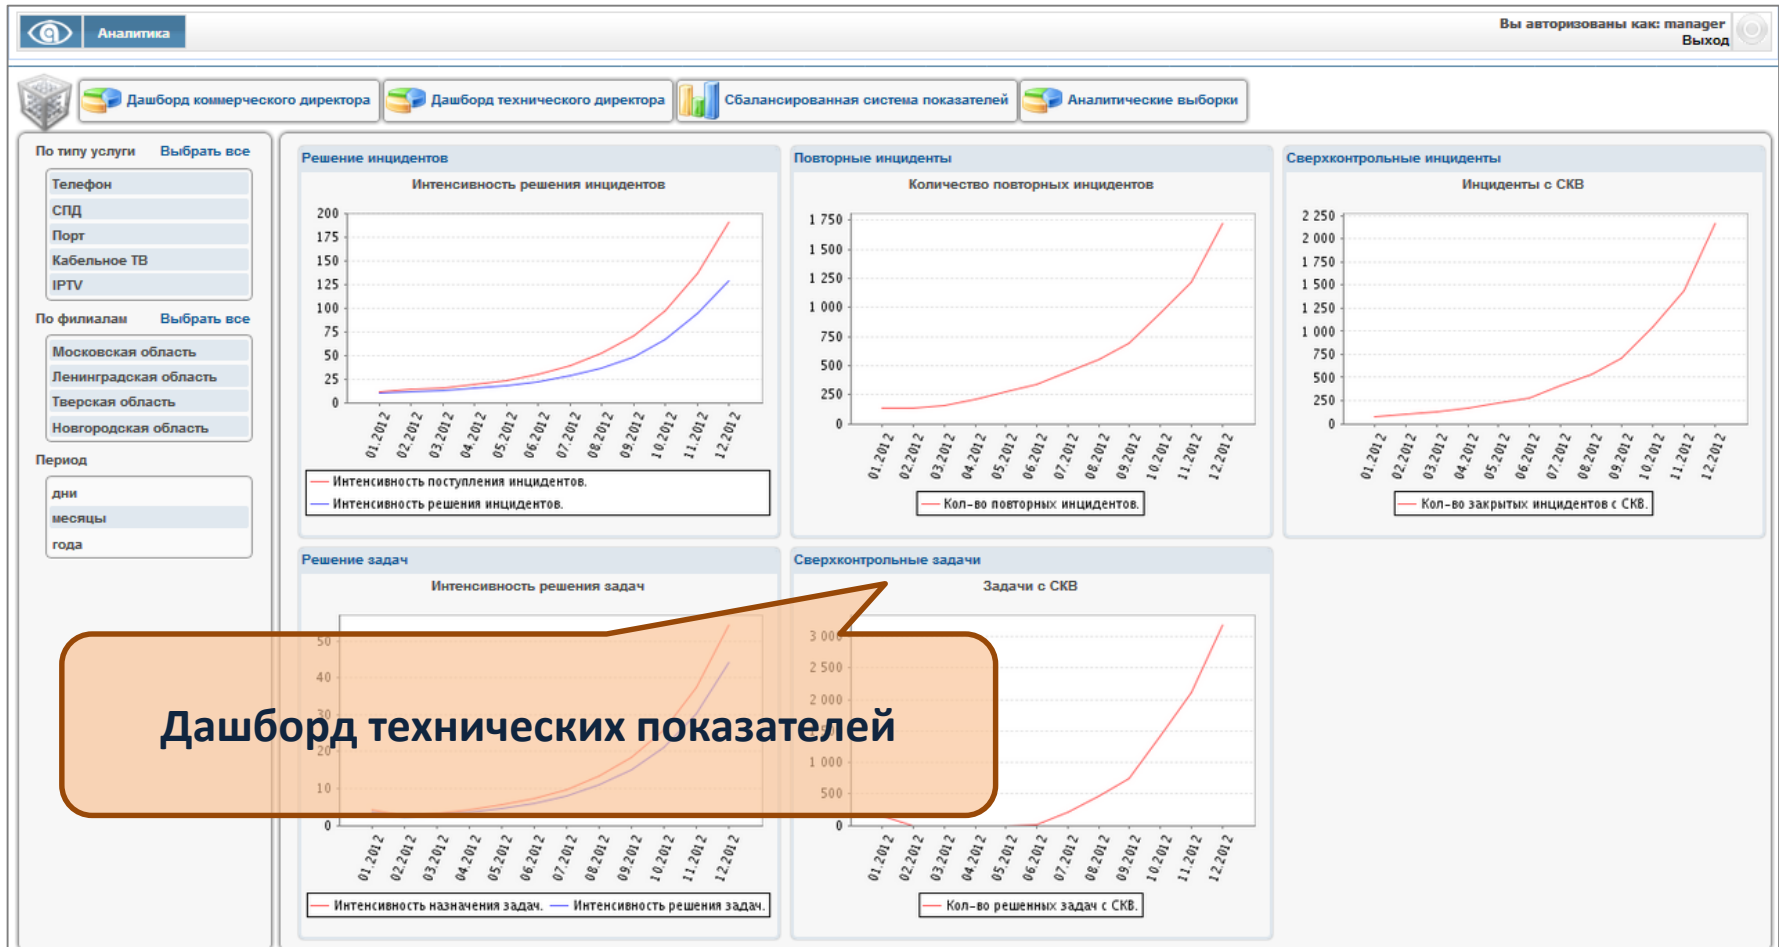 Аналитика
Вы авторизованы как: manager
Выход
Дашборд коммерческого директора
Дашборд технического директора
Сбалансированная система показателей
Аналитические выборки
По типу услуги Выбрать все
Телефон
СПД
Порт
Кабельное ТВ
IPTV
По филиалам Выбрать все
Московская область
Ленинградская область
Тверская область
Новгородская область
Период
дни
месяцы
года
Решение инцидентов
Интенсивность решения инцидентов
200
175
150
125
100
75
50
25
0
01.2012 02.2012 03.2012 04.2012 05.2012 06.2012 07.2012 08.2012 09.2012 10.2012 11.2012 12.2012
Интенсивность поступления инцидентов.
Интенсивность решения инцидентов.
Повторные инциденты
Количество повторных инцидентов
1 750
1 500
1 250
1 000
750
500
250
0
01.2012 02.2012 03.2012 04.2012 05.2012 06.2012 07.2012 08.2012 09.2012 10.2012 11.2012 12.2012
Кол-во повторных инцидентов.
Сверхконтрольные инциденты
Инциденты с СКВ
2 250
2 000
1 750
1 500
1 250
1 000
750
500
250
0
01.2012 02.2012 03.2012 04.2012 05.2012 06.2012 07.2012 08.2012 09.2012 10.2012 11.2012 12.2012
Кол-во закрытых инцидентов с СКВ.
Решение задач
Интенсивность решения задач
50
40
30
20
10
0
01.2012 02.2012 03.2012 04.2012 05.2012 06.2012 07.2012 08.2012 09.2012 10.2012 11.2012 12.2012
Интенсивность назначения задач. Интенсивность решения задач.
Сверхконтрольные задачи
Задачи с СКВ
3 000
2 500
2 000
1 000
500
0
01.2012 02.2012 03.2012 04.2012 05.2012 06.2012 07.2012 08.2012 09.2012 10.2012 11.2012 12.2012
Кол-во решенных задач с СКВ.
Дашборд технических показателей